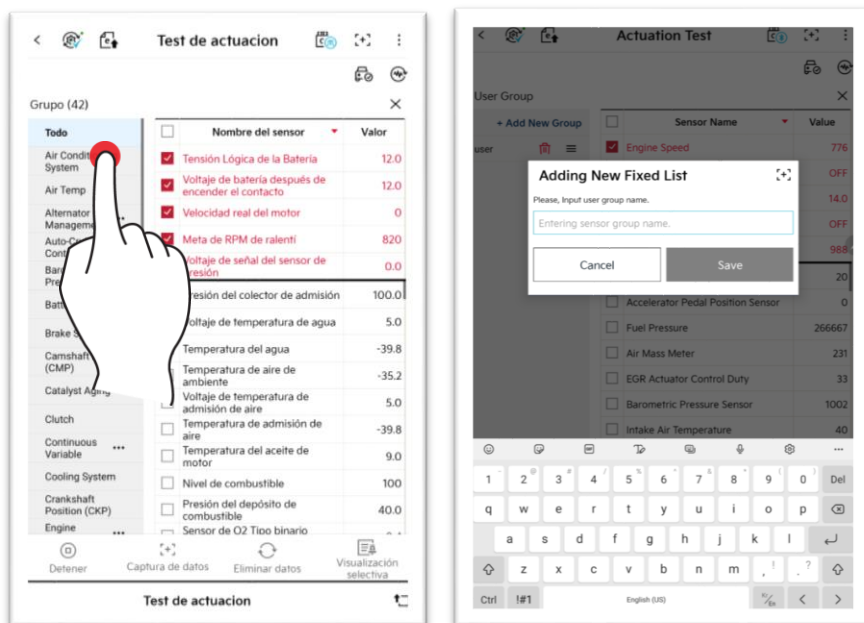 Test de actuacion
Grupo (42)
Todo
Nombre del sensor
Valor
Air Condit
System
Tensión Lógica de la Batería
12.0
Air Temp
Voltaje de batería después de
encender el contacto
12.0
Alternator
Manageme
Velocidad real del motor
0
Auto-Cr
Cont
Meta de RPM de ralentí
820
Bar
Pre
Voltaje de señal del sensor de
presión
0.0
Batt
Presión del colector de admisión
100.0
Brake S
Voltaje de temperatura de agua
5.0
Camshaft
(CMP)
Temperatura del agua
-39.8
Temperatura de aire de
ambiente
-35.2
Catalyst Aging
Voltaje de temperatura de
admisión de aire
5.0
Clutch
Temperatura de admisión de
aire
-39.8
Continuous
Variable
...
Temperatura del aceite de
motor
9.0
Cooling System
Nivel de combustible
100
Crankshaft
Position (CKP)
Presión del depósito de
combustible
40.0
Engine
...
Sensor de O2 Tipo binario
Detener
Captura de datos
Eliminar datos
Visualización
selectiva
Test de actuacion
Actuation Test
User Group
+ Add New Group
Sensor Name
Value
user
Engine Speed
776
OFF
14.0
OFF
988
20
Adding New Fixed List
Please, Input user group name.
Entering sensor group name.
Cancel
Save
Accelerator Pedal Position Sensor
0
Fuel Pressure
266667
Air Mass Meter
231
EGR Actuator Control Duty
33
Barometric Pressure Sensor
1002
Intake Air Temperature
40
1 2 3 4 5 6 7 8 9 0 Del
q w e r t y u i o p
a s d f g h j k l
z x c v b n m , ! . ?
Ctrl !#1 English (US) < >